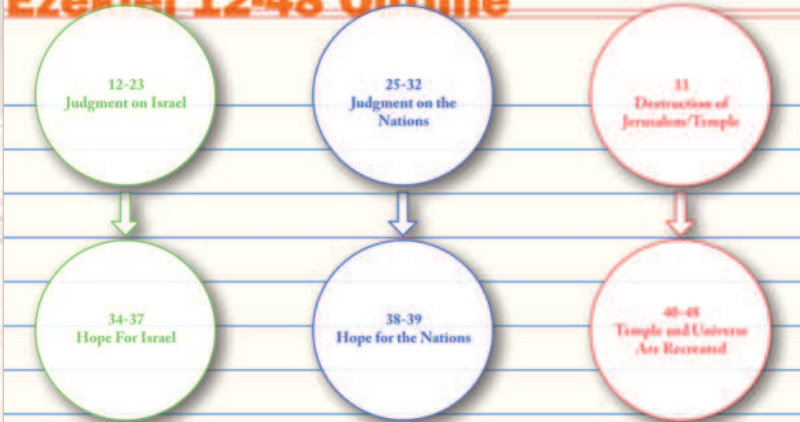 Ezekiel 12-48 Outline
12-23
Judgment on Israel
25-32
Judgment on the
Nations
33
Destruction of
Jerusalem/Temple
34-37
Hope For Israel
38-39
Hope for the Nations
40-48
Temple and Universe
Are Recreated